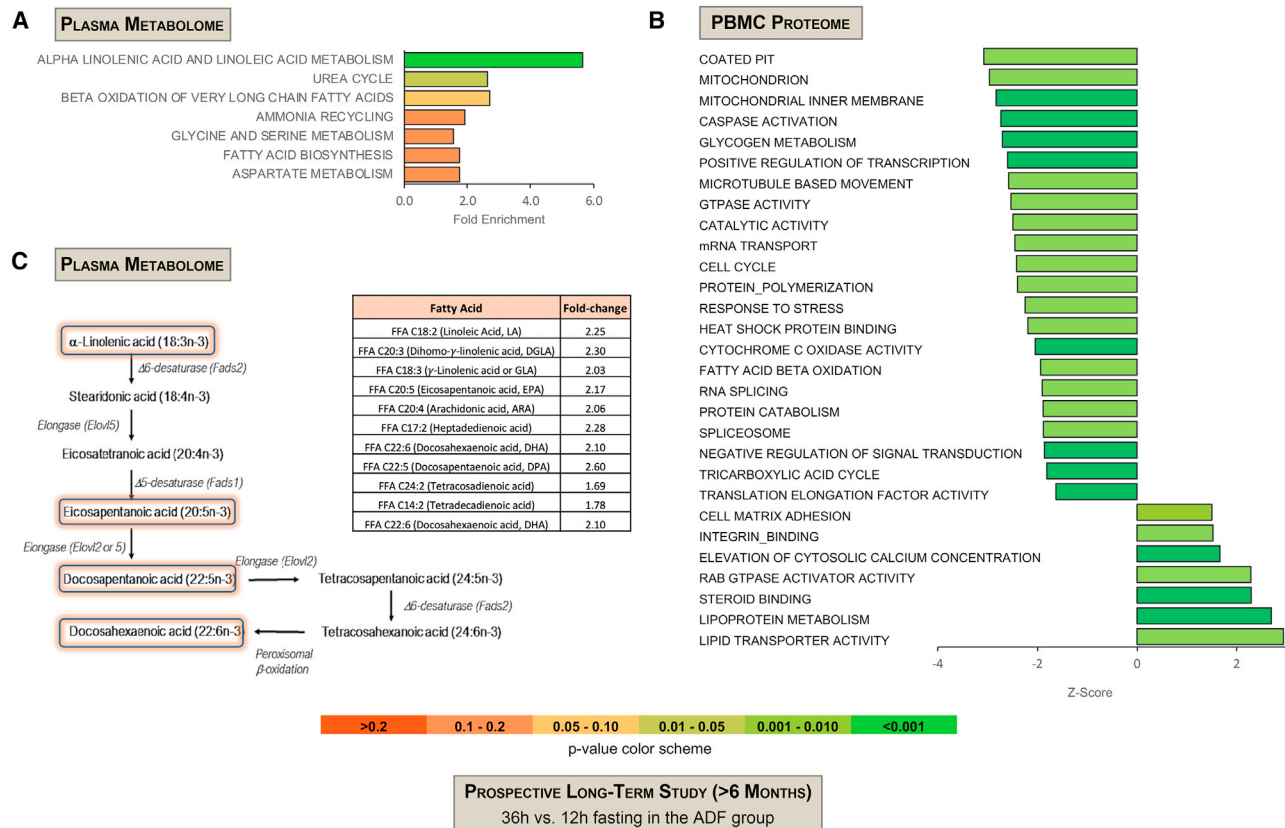 A
PLASMA METABOLOME
ALPHA LINOLENIC ACID AND LINOLEIC ACID METABOLISM
UREA CYCLE
BETA OXIDATION OF VERY LONG CHAIN FATTY ACIDS
AMMONIA RECYCLING
GLYCINE AND SERINE METABOLISM
FATTY ACID BIOSYNTHESIS
ASPARTATE METABOLISM
0.0 2.0 4.0 6.0
Fold Enrichment
B
PBMC PROTEOME
COATED PIT
MITOCHONDRION
MITOCHONDRIAL INNER MEMBRANE
CASPASE ACTIVATION
GLYCOGEN METABOLISM
POSITIVE REGULATION OF TRANSCRIPTION
MICROTUBULE BASED MOVEMENT
GTPASE ACTIVITY
CATALYTIC ACTIVITY
mRNA TRANSPORT
CELL CYCLE
PROTEIN_POLYMERIZATION
RESPONSE TO STRESS
HEAT SHOCK PROTEIN BINDING
CYTOCHROME C OXIDASE ACTIVITY
FATTY ACID BETA OXIDATION
RNA SPLICING
PROTEIN CATABOLISM
SPLICEOSOME
NEGATIVE REGULATION OF SIGNAL TRANSDUCTION
TRICARBOXYLIC ACID CYCLE
TRANSLATION ELONGATION FACTOR ACTIVITY
CELL MATRIX ADHESION
INTEGRIN_BINDING
ELEVATION OF CYTOSOLIC CALCIUM CONCENTRATION
RAB GTPASE ACTIVATOR ACTIVITY
STEROID BINDING
LIPOPROTEIN METABOLISM
LIPID TRANSPORTER ACTIVITY
-4 -2 0 2
Z-Score
C
PLASMA METABOLOME
α-Linolenic acid (18:3n-3)
Δ6-desaturase (Fads2)
Stearidonic acid (18:4n-3)
Elongase (Elovl5)
Eicosatetranoic acid (20:4n-3)
Δ5-desaturase (Fads1)
Eicosapentanoic acid (20:5n-3)
Elongase (Elovl2 or 5)
Elongase (Elovl2)
Docosapentanoic acid (22:5n-3)
Tetracosapentanoic acid (24:5n-3)
Δ6-desaturase (Fads2)
Docosahexaenoic acid (22:6n-3)
Tetracosahexanoic acid (24:6n-3)
Peroxisomal
β-oxidation
Fatty Acid Fold-change
FFA C18:2 (Linoleic Acid, LA) 2.25
FFA C20:3 (Dihomo-γ-linolenic acid, DGLA) 2.30
FFA C18:3 (γ-Linolenic acid or GLA) 2.03
FFA C20:5 (Eicosapentanoic acid, EPA) 2.17
FFA C20:4 (Arachidonic acid, ARA) 2.06
FFA C17:2 (Heptadedienoic acid) 2.28
FFA C22:6 (Docosahexaenoic acid, DHA) 2.10
FFA C22:5 (Docosapentaenoic acid, DPA) 2.60
FFA C24:2 (Tetracosadienoic acid) 1.69
FFA C14:2 (Tetradecadienoic acid) 1.78
FFA C22:6 (Docosahexaenoic acid, DHA) 2.10
>0.2 0.1 - 0.2 0.05 - 0.10 0.01 - 0.05 0.001 - 0.010 <0.001
p-value color scheme
PROSPECTIVE LONG-TERM STUDY (>6 MONTHS)
36h vs. 12h fasting in the ADF group